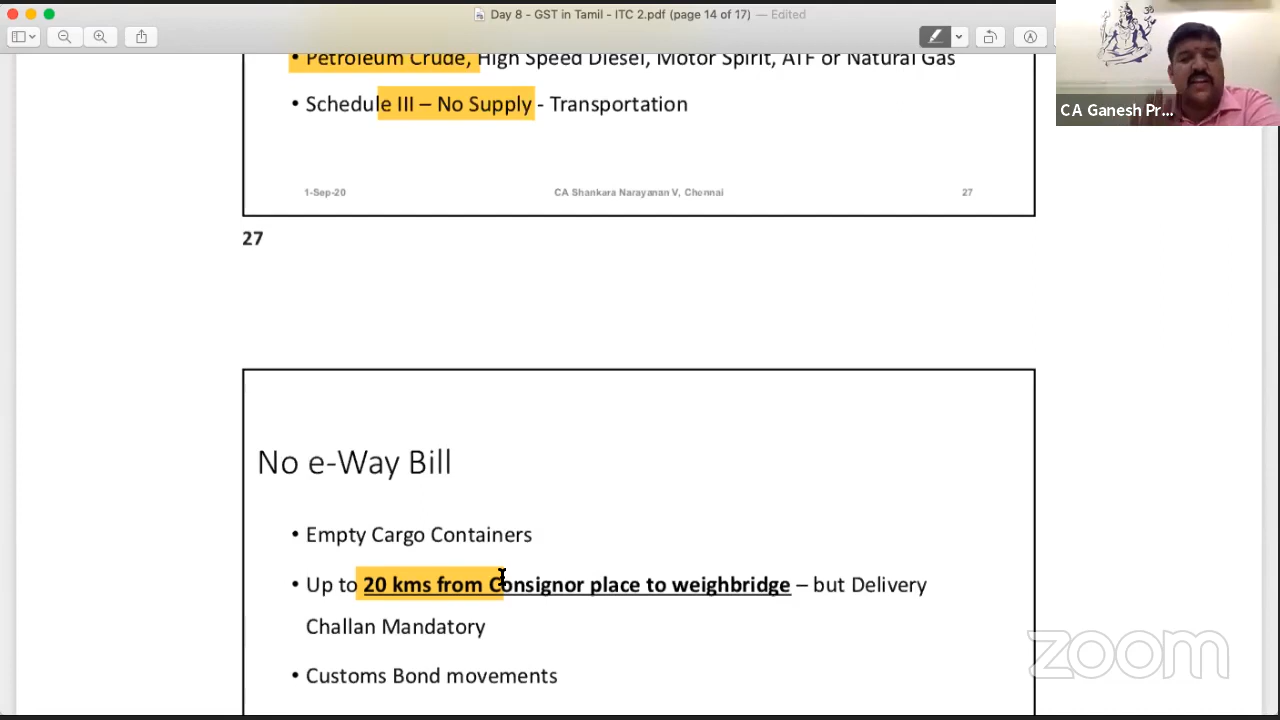 Day 8 - GST in Tamil - ITC 2.pdf (page 14 of 17) — Edited
CA Ganesh Pr...
• Petroleum Crude, High Speed Diesel, Motor Spirit, ATF or Natural Gas
• Schedule III – No Supply - Transportation
1-Sep-20 CA Shankara Narayanan V, Chennai 27
27
No e-Way Bill
• Empty Cargo Containers
• Up to 20 kms from Consignor place to weighbridge – but Delivery
Challan Mandatory
• Customs Bond movements
zoom